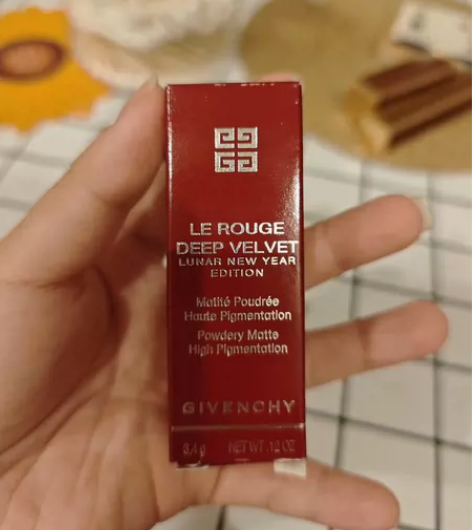 LE ROUGE
DEEP VELVET
LUNAR NEW YEAR
EDITION
Matité Poudrée
Haute Pigmentation
Powdery Matte
High Pigmentation
GIVENCHY
3,4 g NET WT .12 OZ